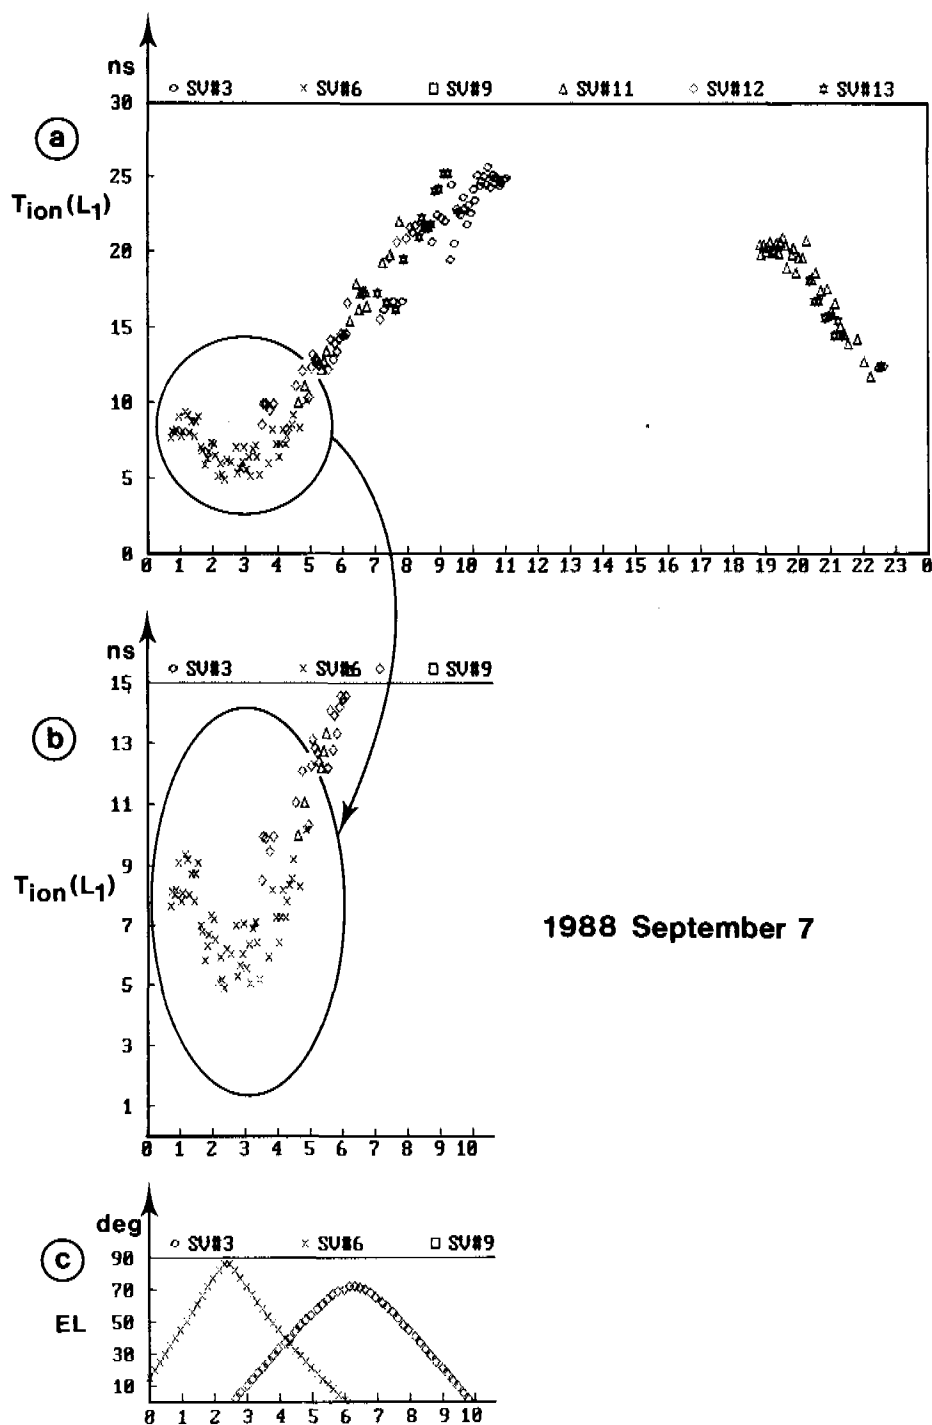 ns
○ SV#3 × SV#6 □ SV#9 △ SV#11 ◇ SV#12 ✡ SV#13
30
a
25
Tion(L1)
20
15
10
5
0
0 1 2 3 4 5 6 7 8 9 10 11 12 13 14 15 16 17 18 19 20 21 22 23 0
ns
○ SV#3 × SV#6 ◇ □ SV#9
15
b
13
11
9
Tion(L1)
7
1988 September 7
5
3
1
0 1 2 3 4 5 6 7 8 9 10
deg
○ SV#3 × SV#6 □ SV#9
c
90
70
EL
50
30
10
0 1 2 3 4 5 6 7 8 9 10